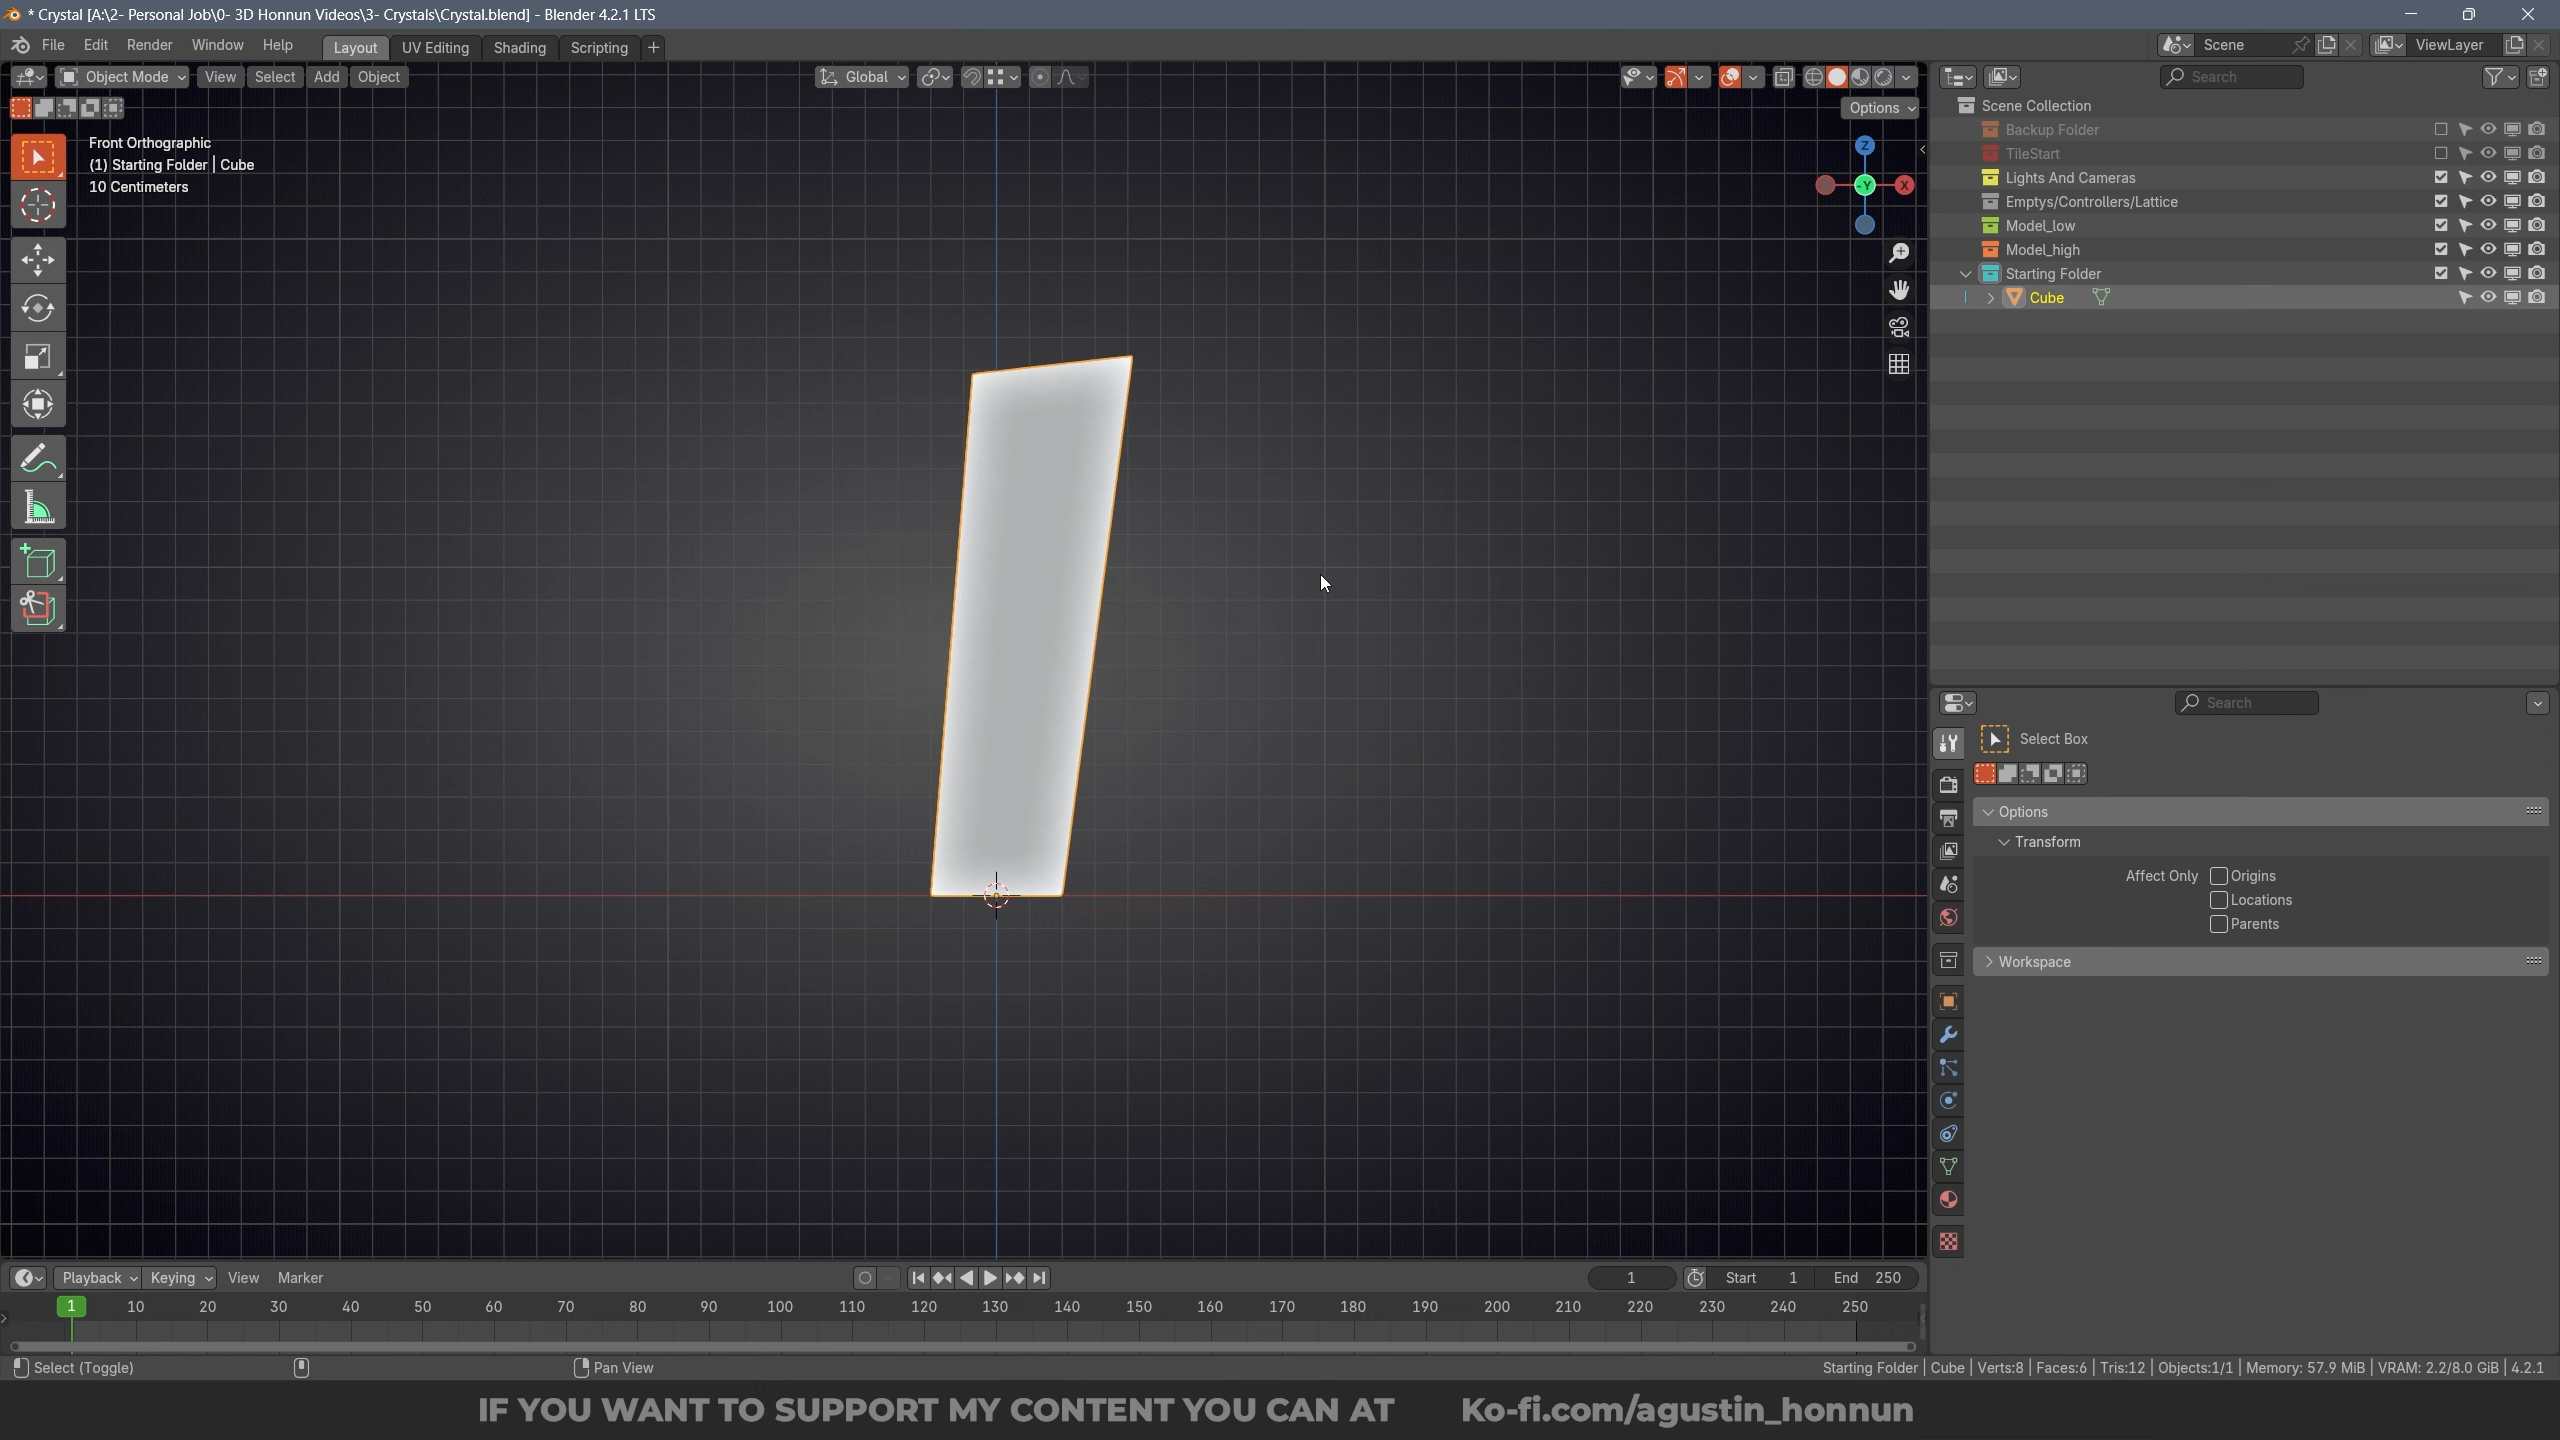 * Crystal [A:\2- Personal Job\0- 3D Honnun Videos\3- Crystals\Crystal.blend] - Blender 4.2.1 LTS
File Edit Render Window Help Layout UV Editing Shading Scripting + Scene ViewLayer
Object Mode View Select Add Object Global Search
Options
Scene Collection
Backup Folder
TileStart
Lights And Cameras
Emptys/Controllers/Lattice
Model_low
Model_high
Starting Folder
Cube
Front Orthographic
(1) Starting Folder | Cube
10 Centimeters
Z
-Y X
Search
Select Box
Options
Transform
Affect Only Origins
Locations
Parents
Workspace
Playback Keying View Marker 1 Start 1 End 250
1 10 20 30 40 50 60 70 80 90 100 110 120 130 140 150 160 170 180 190 200 210 220 230 240 250
Select (Toggle) Pan View Starting Folder | Cube | Verts:8 | Faces:6 | Tris:12 | Objects:1/1 | Memory: 57.9 MiB | VRAM: 2.2/8.0 GiB | 4.2.1
IF YOU WANT TO SUPPORT MY CONTENT YOU CAN AT Ko-fi.com/agustin_honnun